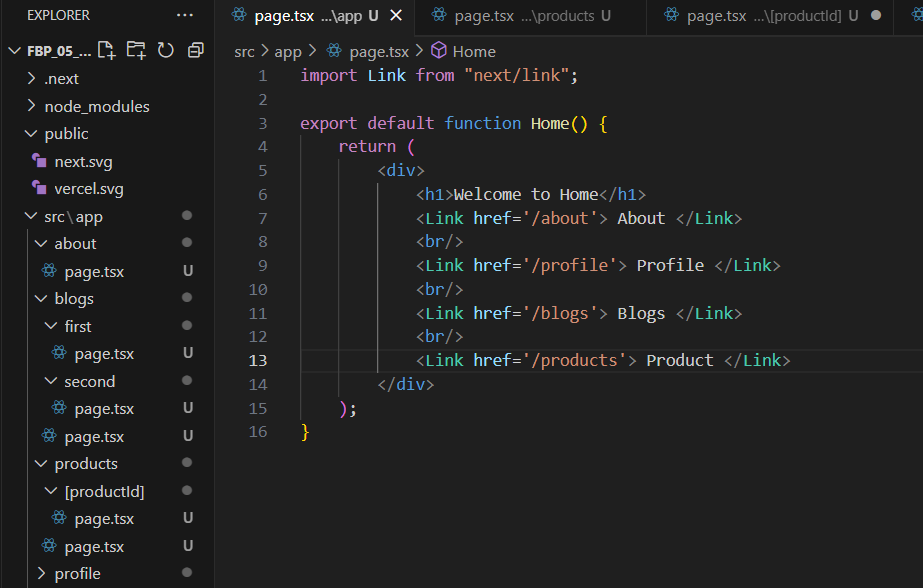 EXPLORER ...
page.tsx ...\app U
page.tsx ...\products U
page.tsx ...\[productId] U
FBP_05_...
src > app > page.tsx > Home
.next
node_modules
public
next.svg
vercel.svg
src\app
about
page.tsx U
blogs
first
page.tsx U
second
page.tsx U
page.tsx U
products
[productId]
page.tsx U
page.tsx U
profile
1 import Link from "next/link";
2
3 export default function Home() {
4 return (
5 <div>
6 <h1>Welcome to Home</h1>
7 <Link href='/about'> About </Link>
8 <br/>
9 <Link href='/profile'> Profile </Link>
10 <br/>
11 <Link href='/blogs'> Blogs </Link>
12 <br/>
13 <Link href='/products'> Product </Link>
14 </div>
15 );
16 }